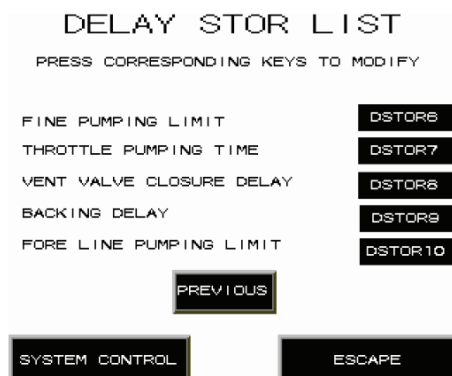 DELAY STOR LIST
PRESS CORRESPONDING KEYS TO MODIFY
FINE PUMPING LIMIT DSTOR6
THROTTLE PUMPING TIME DSTOR7
VENT VALVE CLOSURE DELAY DSTOR8
BACKING DELAY DSTOR9
FORE LINE PUMPING LIMIT DSTOR10
PREVIOUS
SYSTEM CONTROL ESCAPE